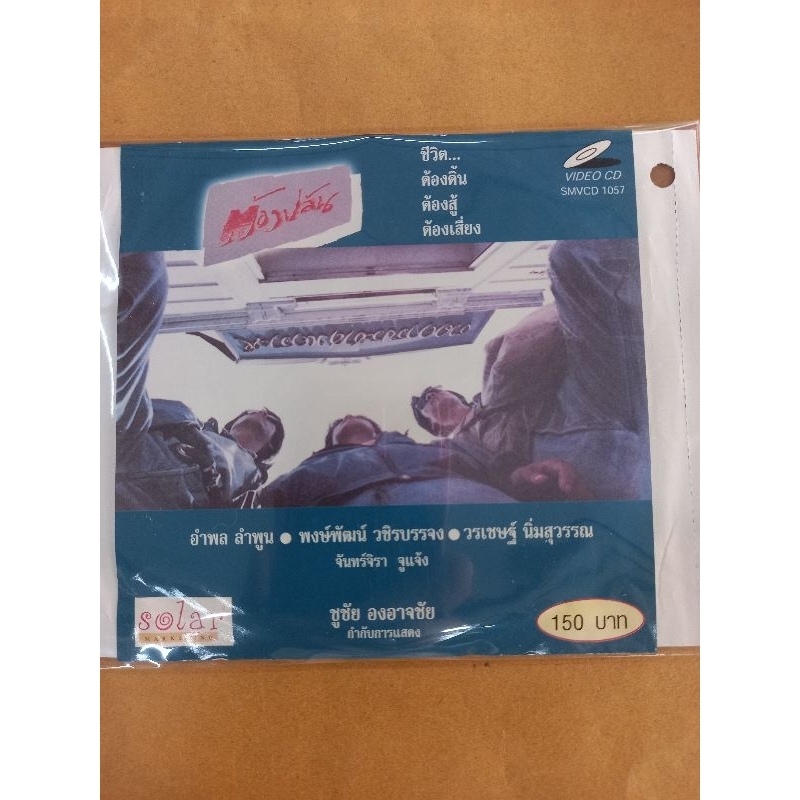 ต้องปล้น
ชีวิต...
ต้องดิ้น
ต้องสู้
ต้องเสี่ยง
VIDEO CD
SMVCD 1057
อำพล ลำพูน ● พงษ์พัฒน์ วชิรบรรจง ● วรเชษฐ์ นิ่มสุวรรณ
จันทร์จิรา จูแจ้ง
ชูชัย องอาจชัย
กำกับการแสดง
solar
MARKETING
150 บาท